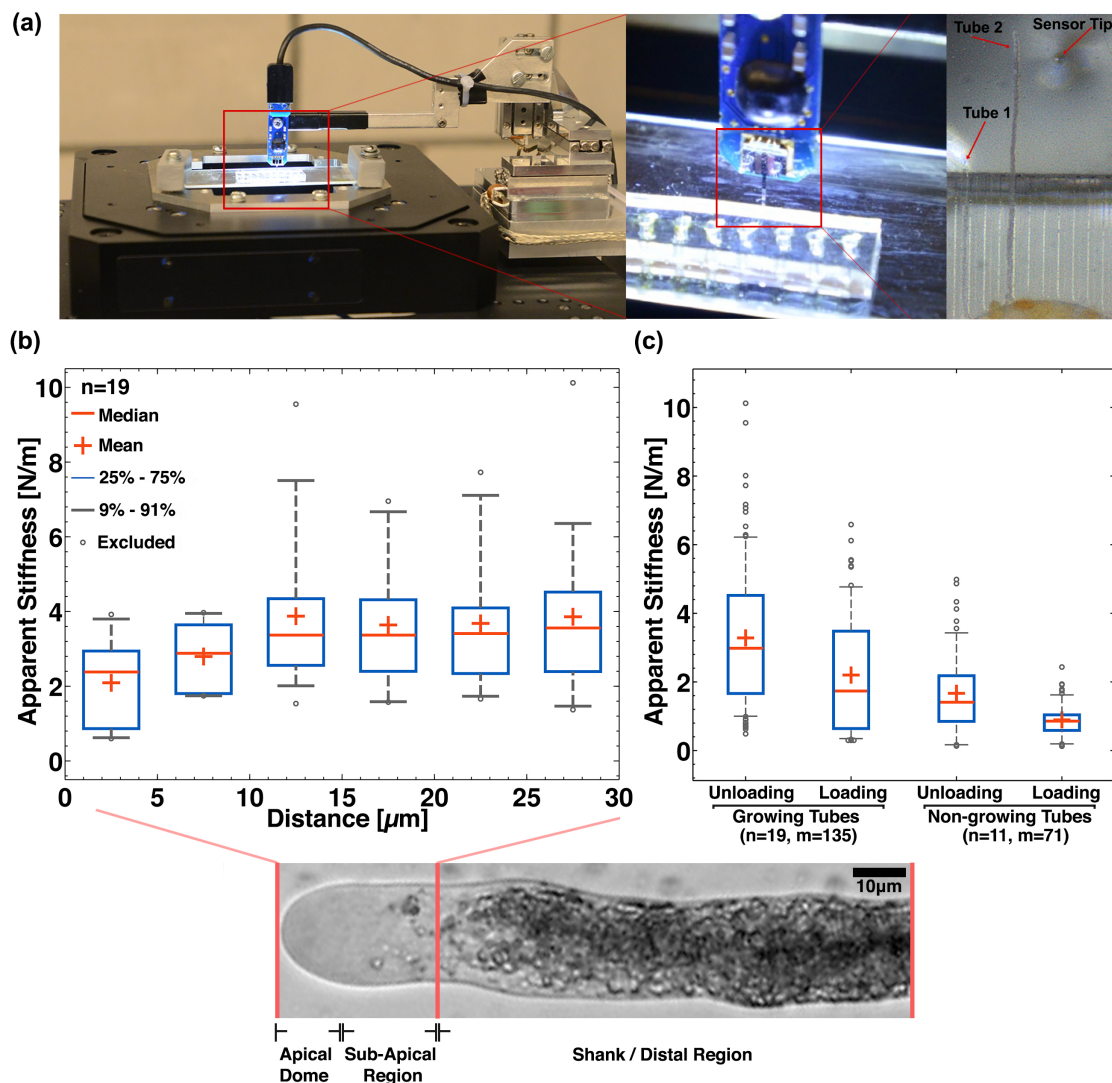 (a)
Tube 2
Sensor Tip
Tube 1
(b)
n=19
Median
Mean
25% - 75%
9% - 91%
Excluded
Apparent Stiffness [N/m]
10
8
6
4
2
0
0 5 10 15 20 25 30
Distance [µm]
(c)
Apparent Stiffness [N/m]
10
8
6
4
2
0
Unloading Loading Unloading Loading
Growing Tubes Non-growing Tubes
(n=19, m=135) (n=11, m=71)
10µm
Apical
Dome
Sub-Apical
Region
Shank / Distal Region